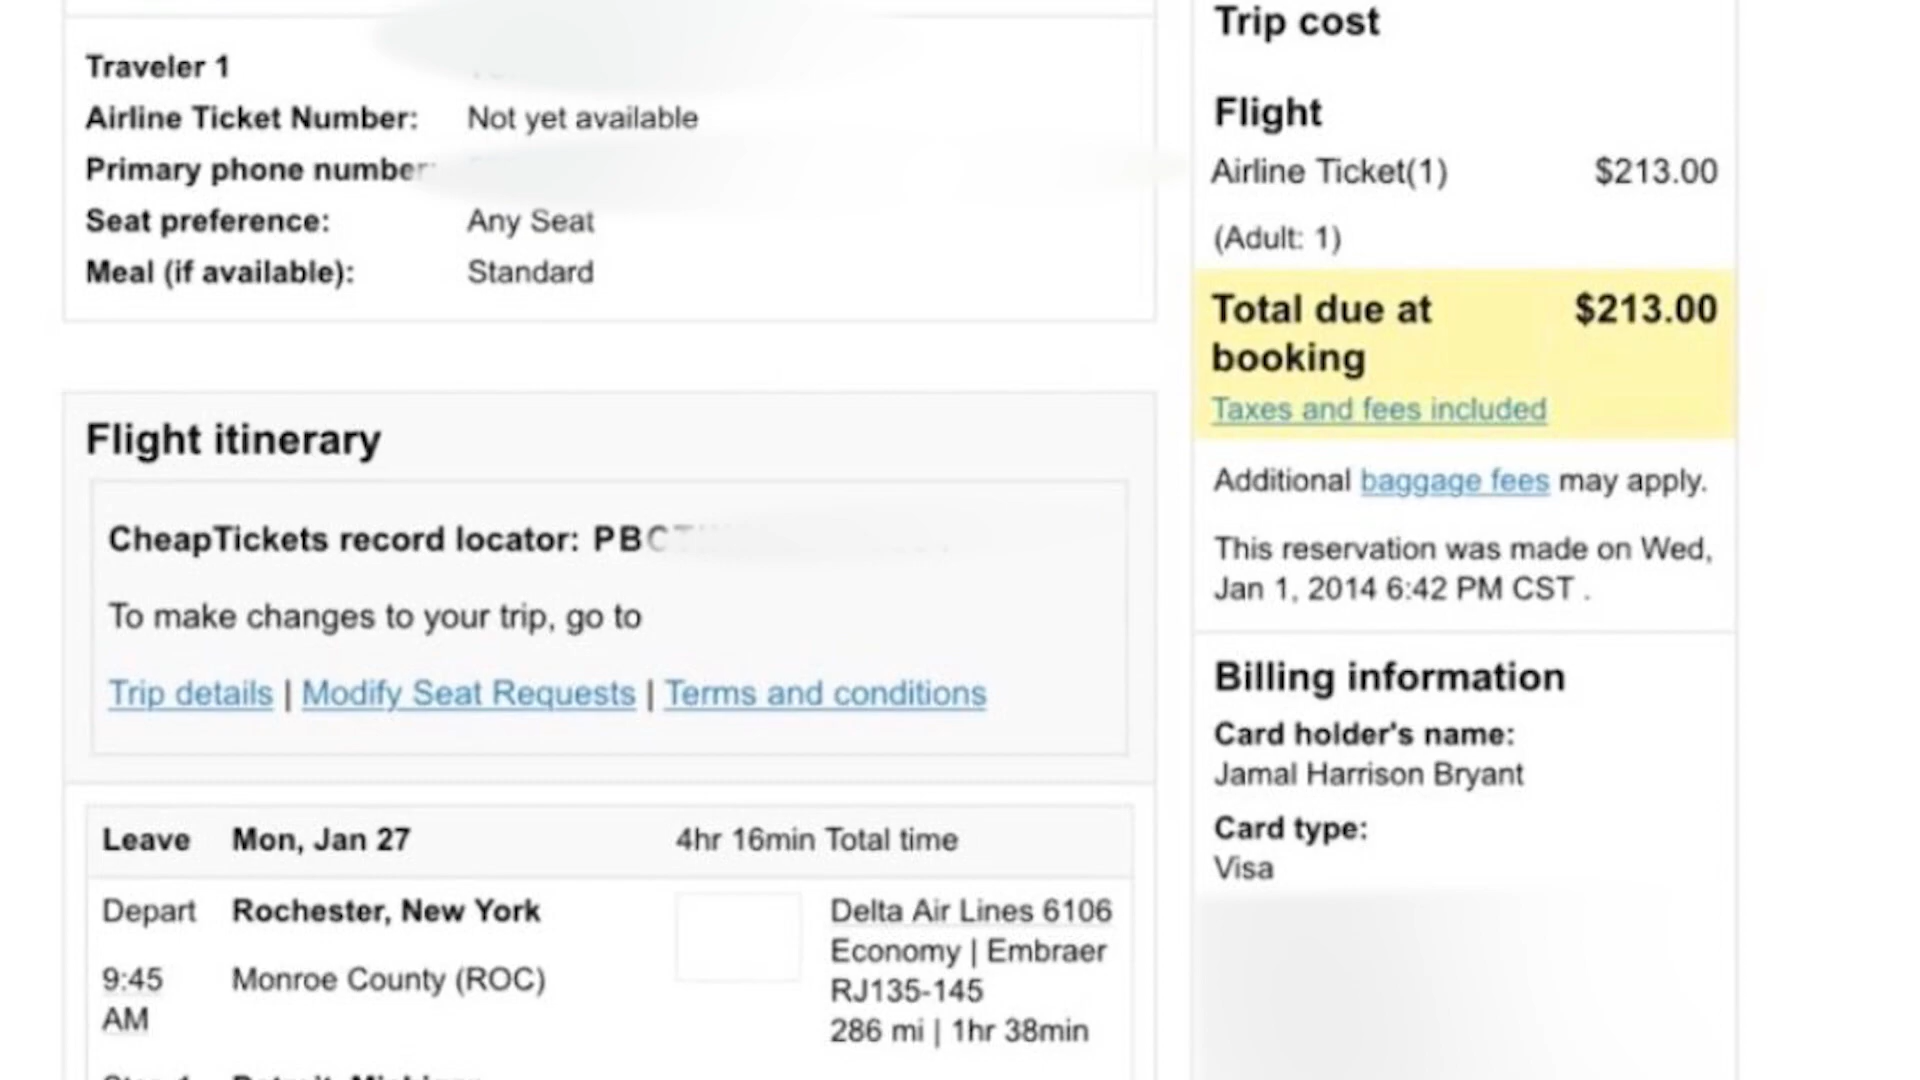 Traveler 1
Airline Ticket Number: Not yet available
Primary phone number
Seat preference: Any Seat
Meal (if available): Standard
Flight itinerary
CheapTickets record locator: PBC
To make changes to your trip, go to
Trip details | Modify Seat Requests | Terms and conditions
Leave Mon, Jan 27 4hr 16min Total time
Depart Rochester, New York
9:45 AM
Monroe County (ROC)
Delta Air Lines 6106
Economy | Embraer
RJ135-145
286 mi | 1hr 38min
Trip cost
Flight
Airline Ticket(1) $213.00
(Adult: 1)
Total due at $213.00
booking
Taxes and fees included
Additional baggage fees may apply.
This reservation was made on Wed,
Jan 1, 2014 6:42 PM CST .
Billing information
Card holder's name:
Jamal Harrison Bryant
Card type:
Visa